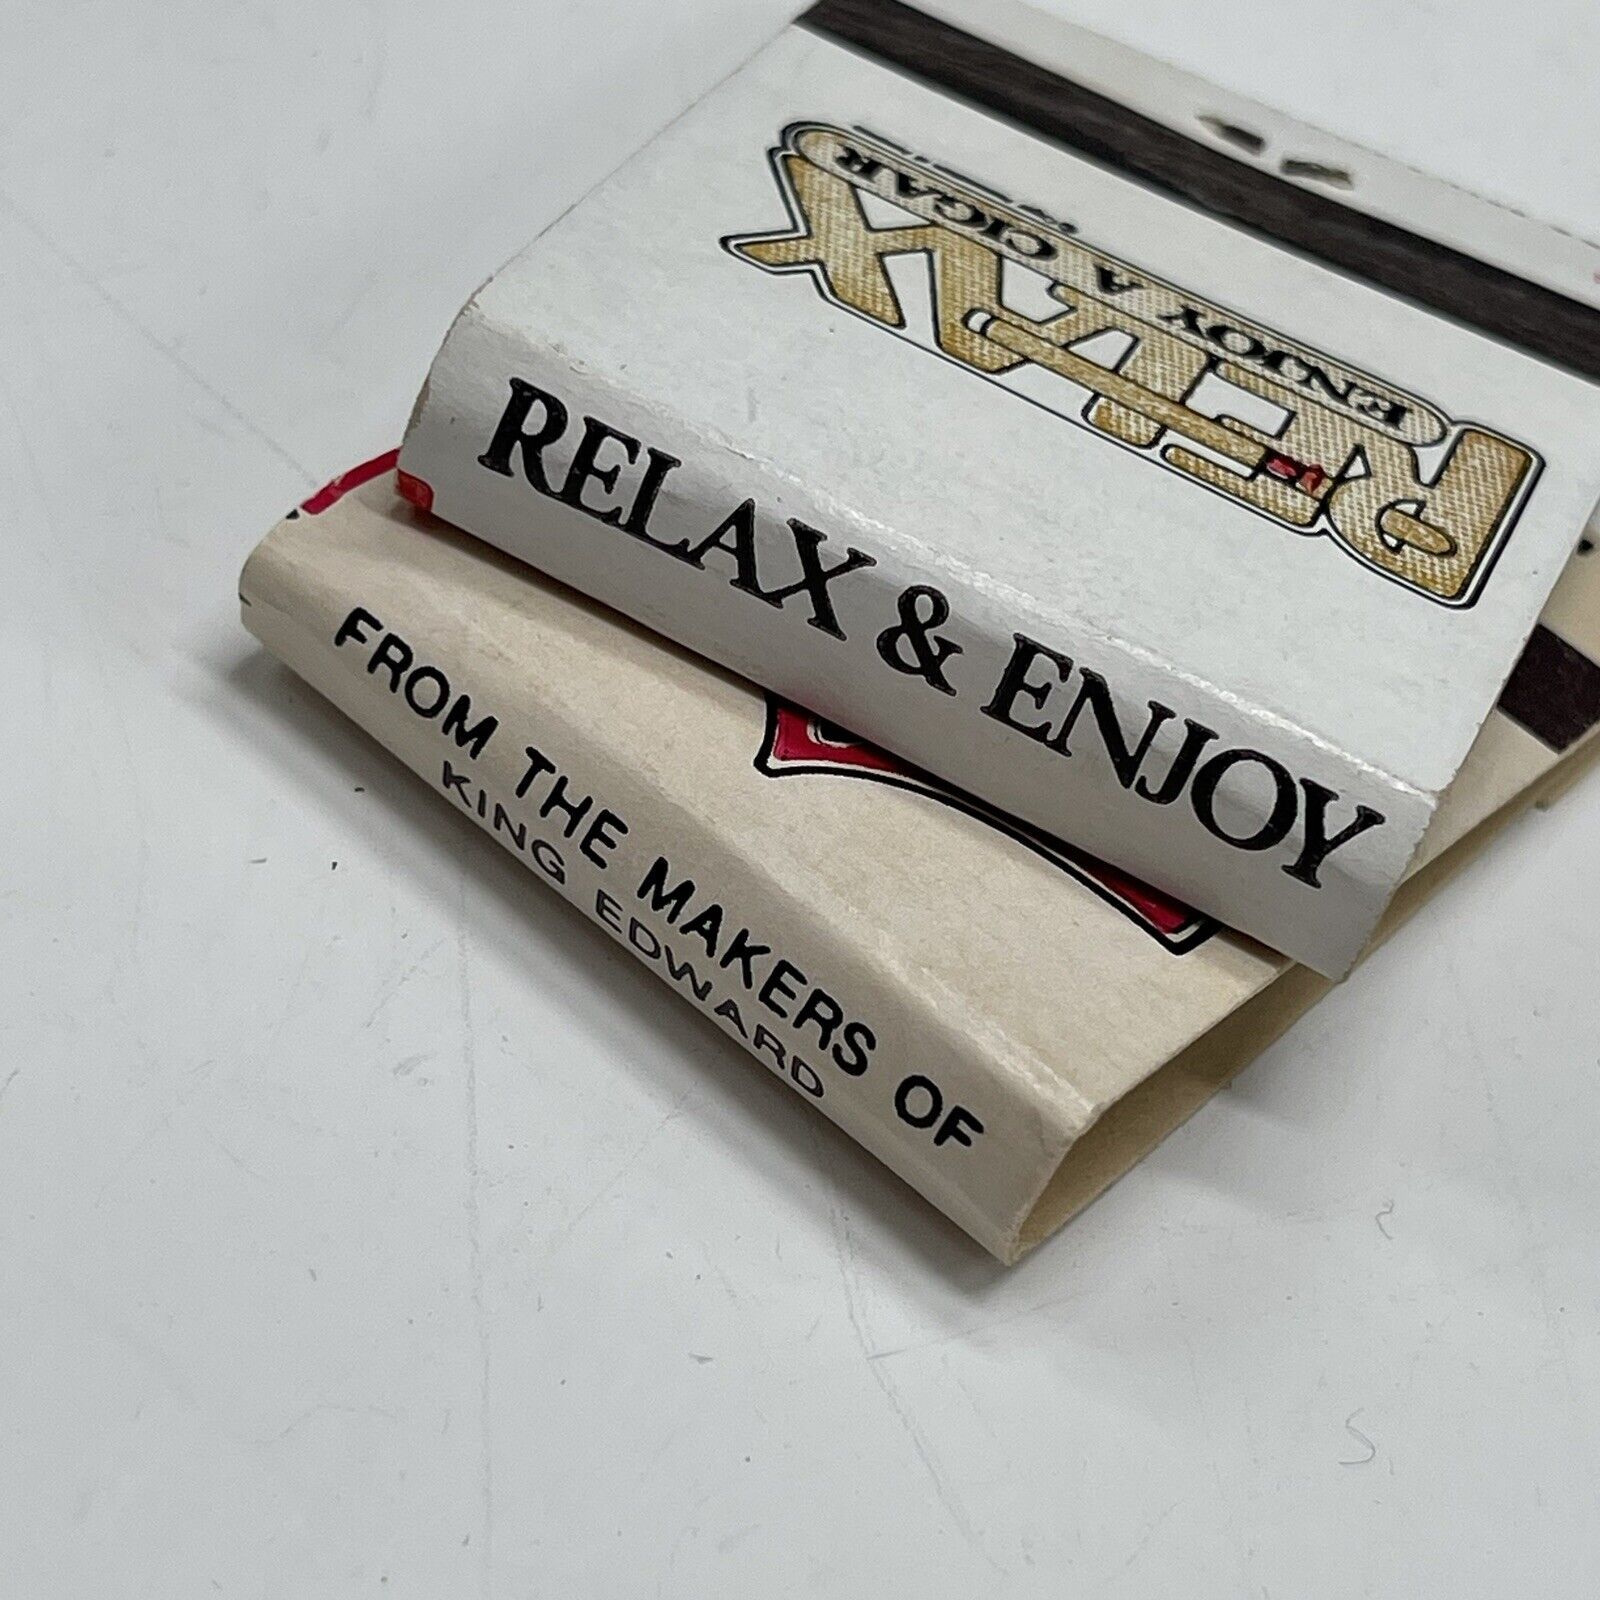 RELAX
ENJOY A CIGAR
RELAX & ENJOY
FROM THE MAKERS OF
KING EDWARD